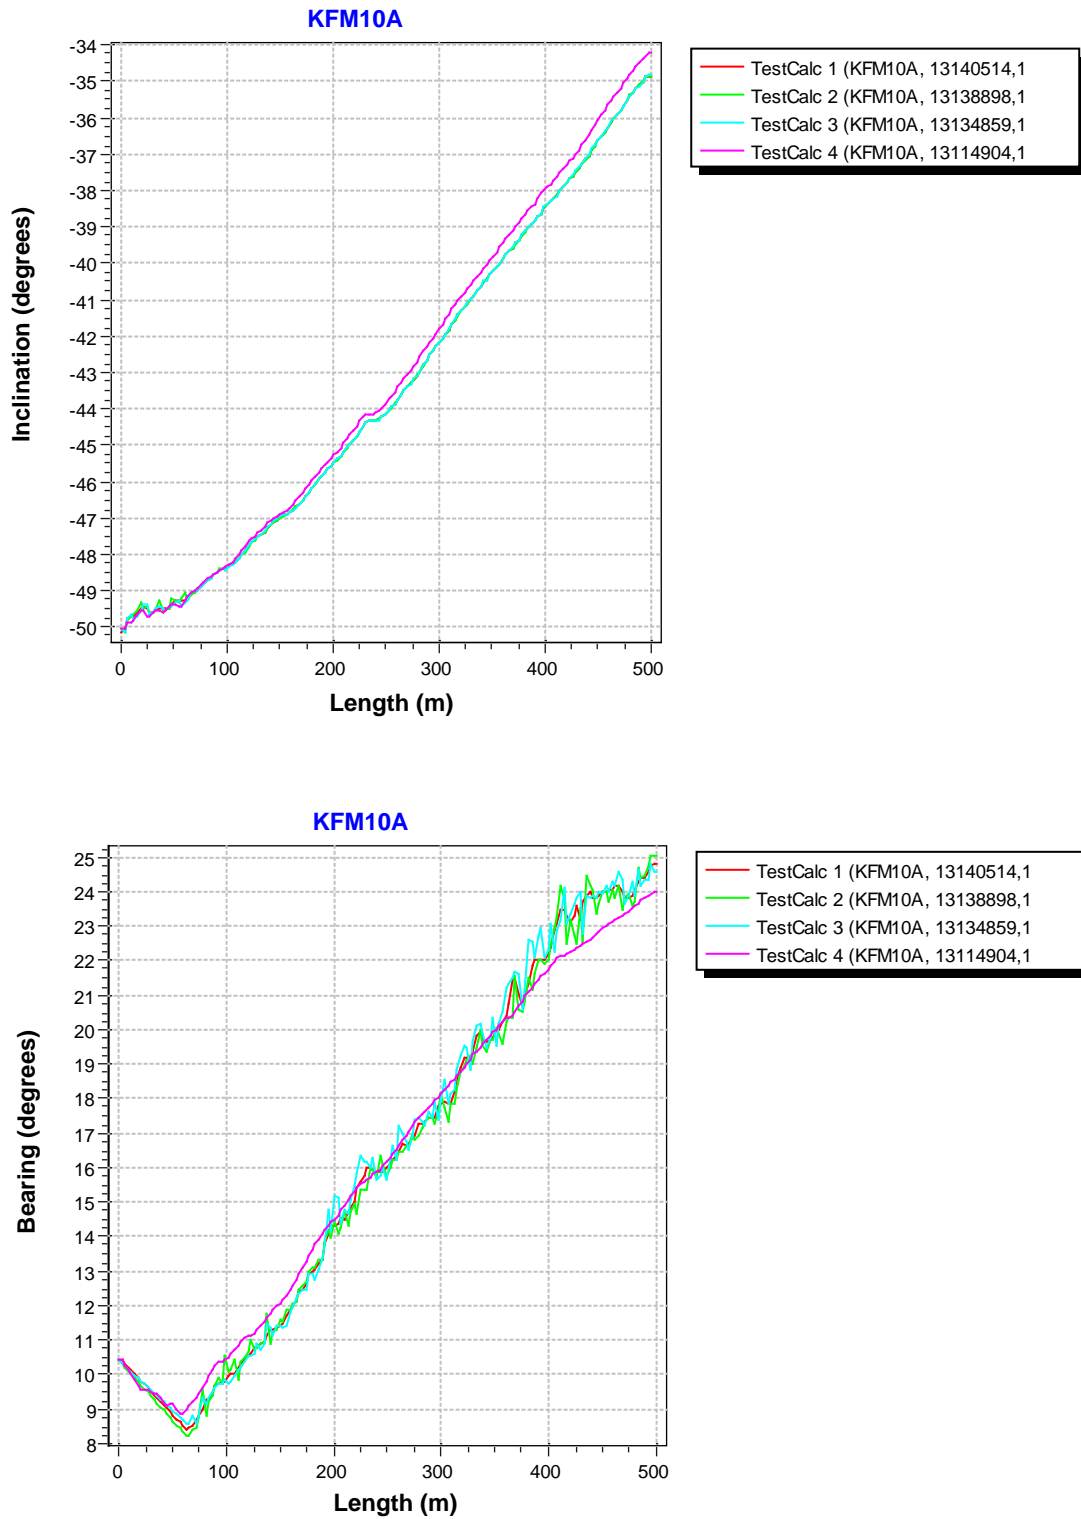 KFM10A
-34
-35
-36
-37
-38
-39
-40
-41
-42
-43
-44
-45
-46
-47
-48
-49
-50
Inclination (degrees)
0 100 200 300 400 500
Length (m)
TestCalc 1 (KFM10A, 13140514,1
TestCalc 2 (KFM10A, 13138898,1
TestCalc 3 (KFM10A, 13134859,1
TestCalc 4 (KFM10A, 13114904,1
KFM10A
25
24
23
22
21
20
19
18
17
16
15
14
13
12
11
10
9
8
Bearing (degrees)
0 100 200 300 400 500
Length (m)
TestCalc 1 (KFM10A, 13140514,1
TestCalc 2 (KFM10A, 13138898,1
TestCalc 3 (KFM10A, 13134859,1
TestCalc 4 (KFM10A, 13114904,1